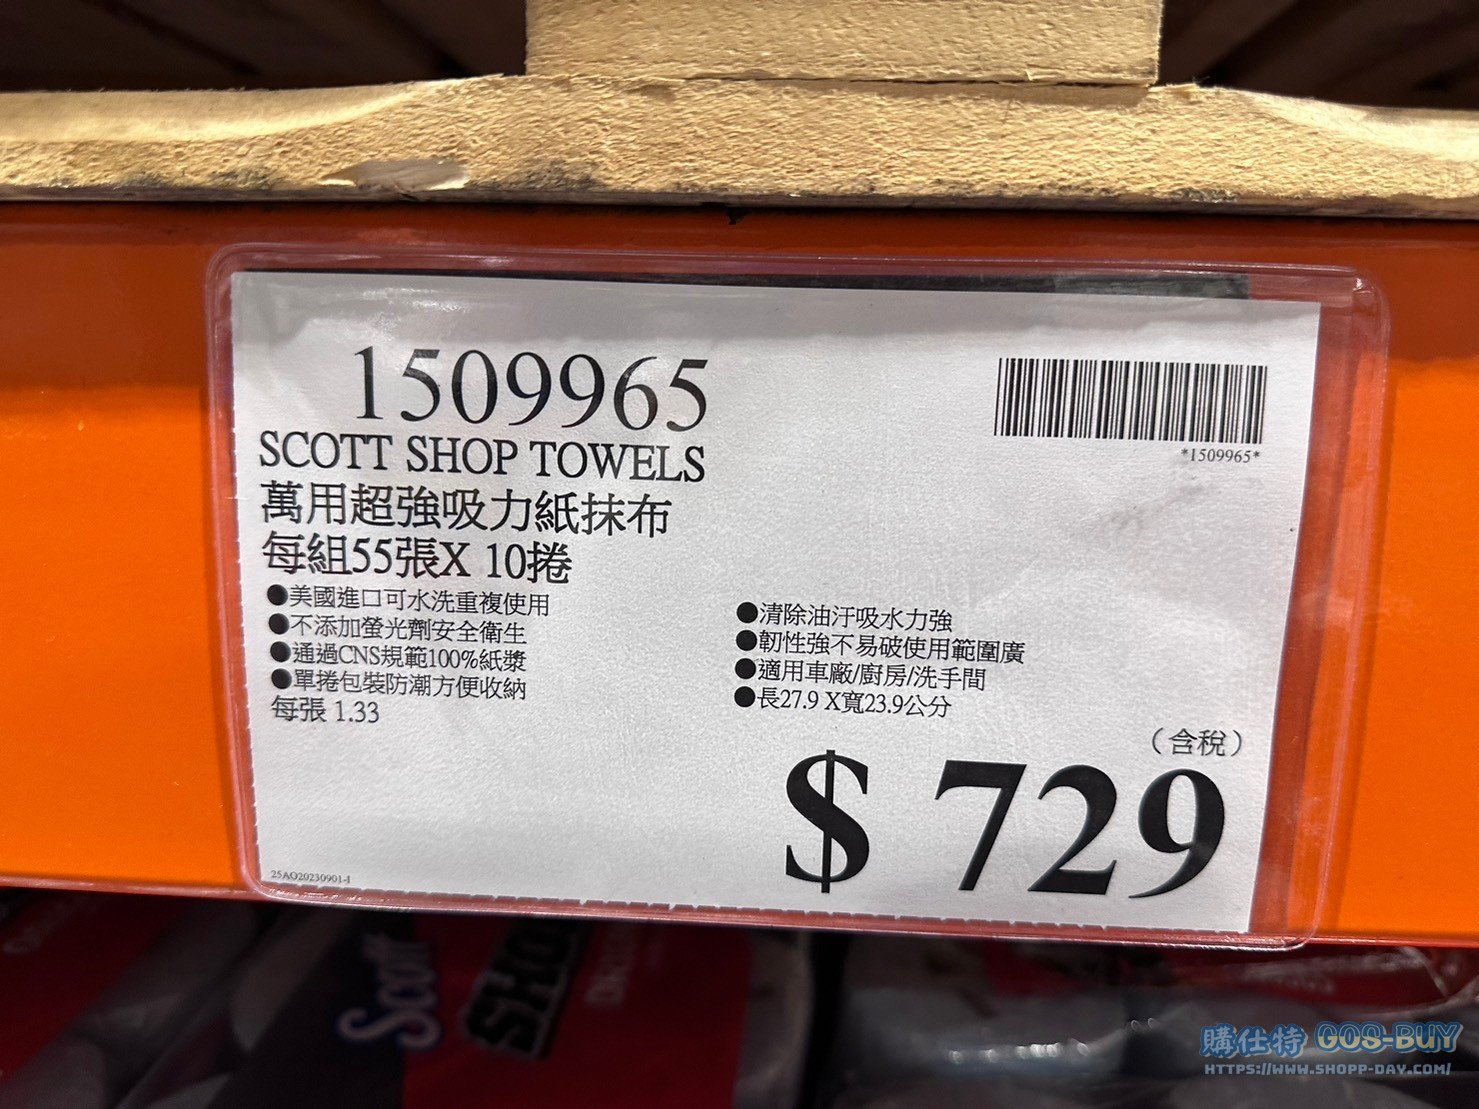 1509965
SCOTT SHOP TOWELS
萬用超強吸力紙抹布
每組55張X 10捲
●美國進口可水洗重複使用
●不添加螢光劑安全衛生
●通過CNS規範100%紙漿
●單捲包裝防潮方便收納
每張 1.33
*1509965*
●清除油汙吸水力強
●韌性強不易破使用範圍廣
●適用車廠/廚房/洗手間
●長27.9 X寬23.9公分
（含稅）
$ 729
25AO20230901-1
Scott
SHOP
購仕特 GOS-BUY
HTTPS://WWW.SHOPP-DAY.COM/